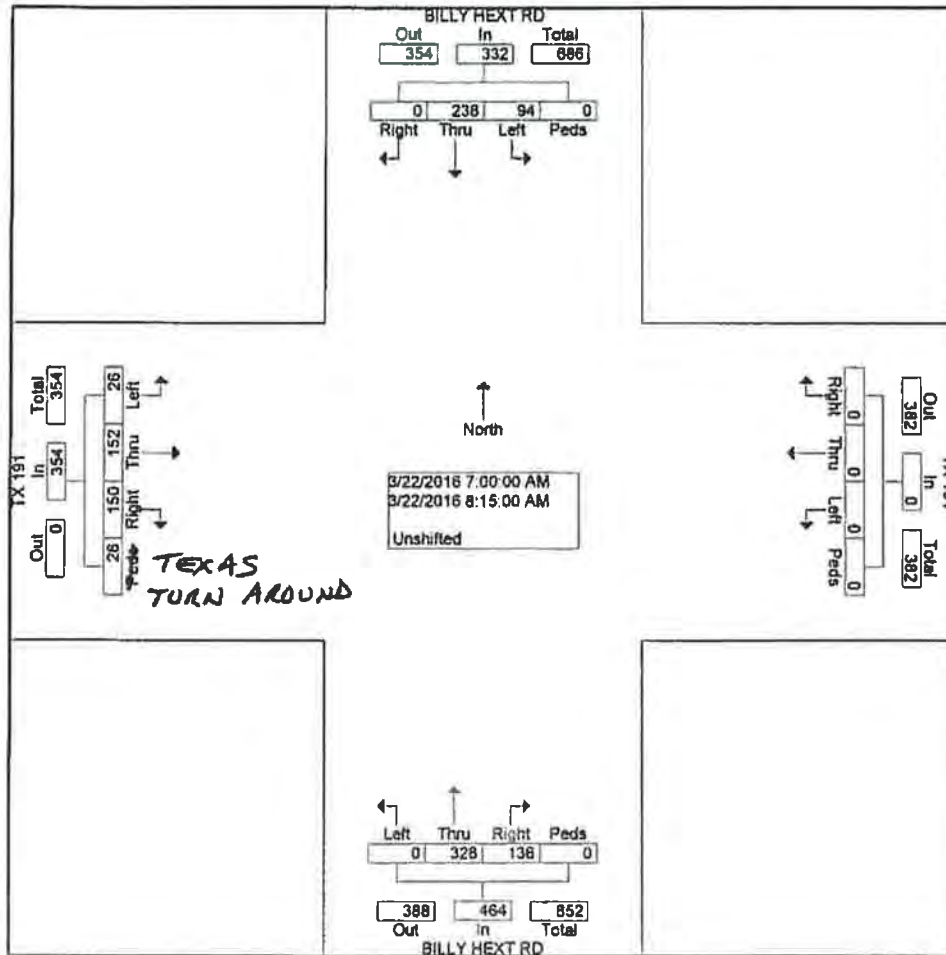 BILLY HEXT RD
Out In Total
354 332 686
0 238 94 0
Right Thru Left Peds
TX 191
Total 354
In 354
Out 0
26 Left
152 Thru
150 Right
26 Peds
TEXAS
TURN AROUND
North
3/22/2016 7:00:00 AM
3/22/2016 8:15:00 AM
Unshifted
Right 0
Thru 0
Left 0
Peds 0
Out 382
In 0
Total 382
Left Thru Right Peds
0 328 136 0
388 464 852
Out In Total
BILLY HEXT RD